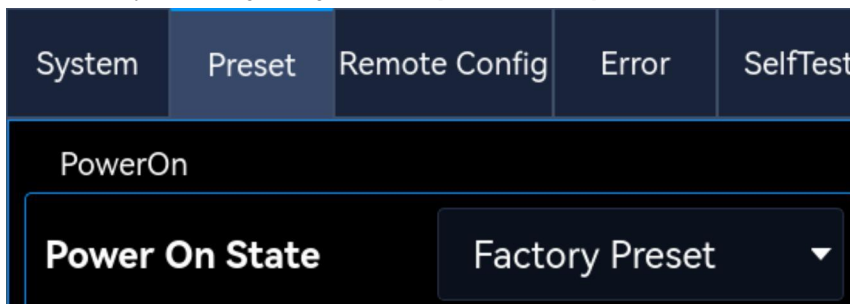 System Preset Remote Config Error SelfTest
PowerOn
Power On State Factory Preset